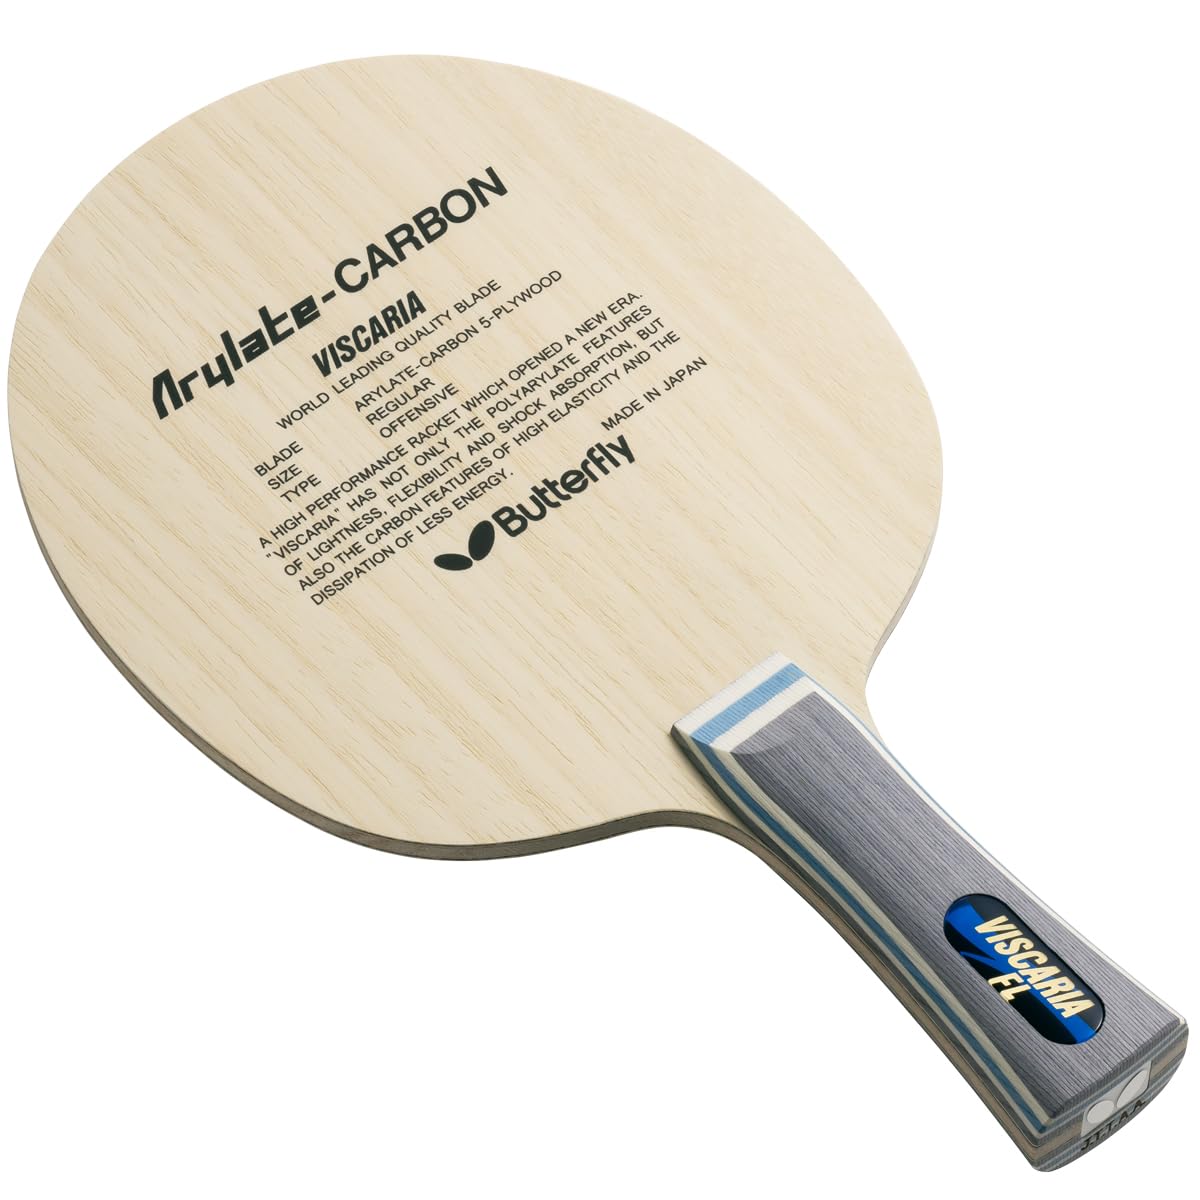 Arylate-CARBON
VISCARIA
WORLD LEADING QUALITY BLADE
BLADE ARYLATE-CARBON 5-PLYWOOD
SIZE REGULAR
TYPE OFFENSIVE
A HIGH PERFORMANCE RACKET WHICH OPENED A NEW ERA.
"VISCARIA" HAS NOT ONLY THE POLYARYLATE FEATURES
OF LIGHTNESS, FLEXIBILITY AND SHOCK ABSORPTION, BUT
ALSO THE CARBON FEATURES OF HIGH ELASTICITY AND THE
DISSIPATION OF LESS ENERGY.
MADE IN JAPAN
Butterfly
VISCARIA
FL
J.T.T.A.A.